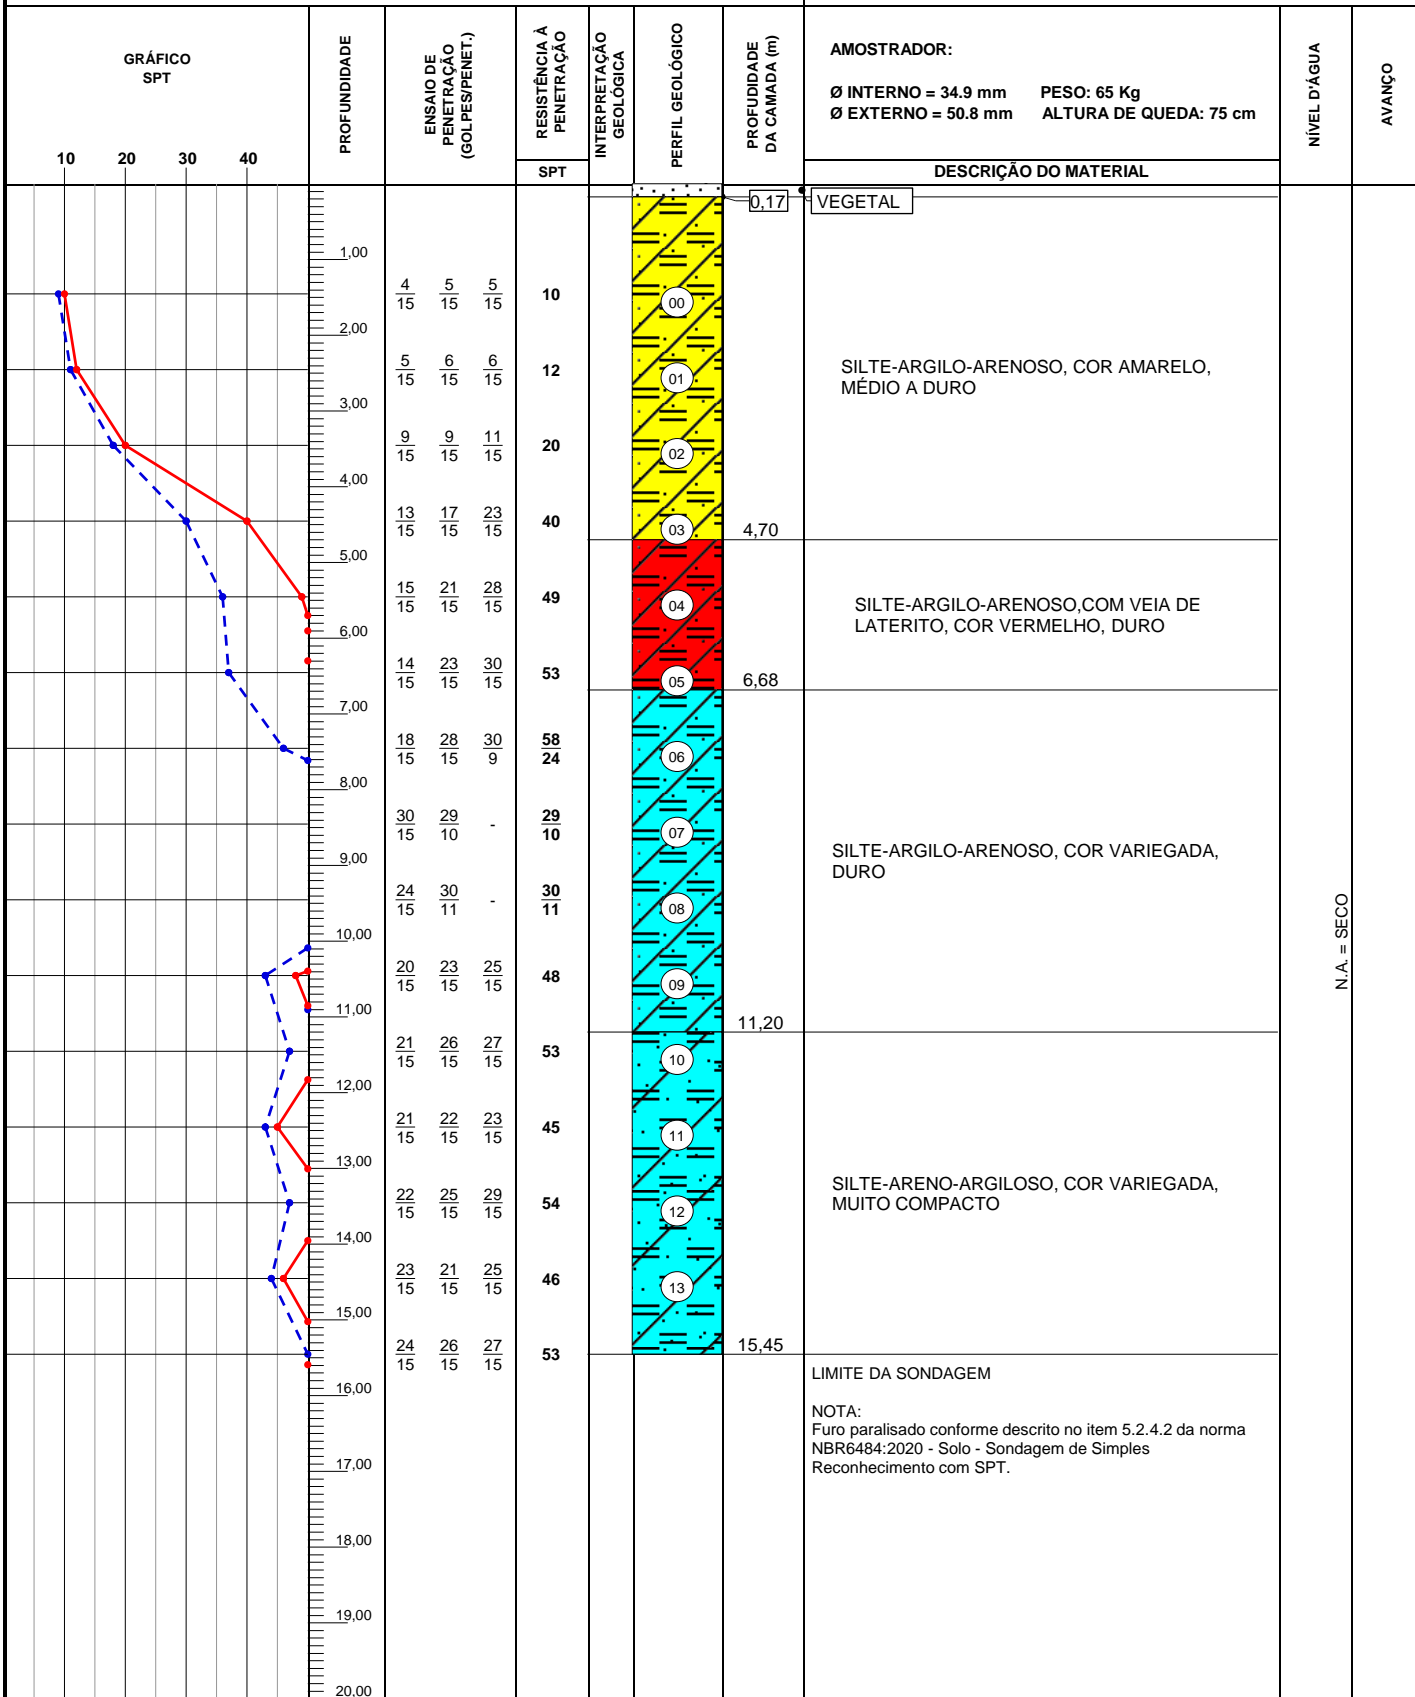 GRÁFICO
SPT
10 20 30 40
PROFUNDIDADE
ENSAIO DE
PENETRAÇÃO
(GOLPES/PENET.)
RESISTÊNCIA À
PENETRAÇÃO
SPT
INTERPRETAÇÃO
GEOLÓGICA
PERFIL GEOLÓGICO
PROFUDIDADE
DA CAMADA (m)
AMOSTRADOR:
Ø INTERNO = 34.9 mm PESO: 65 Kg
Ø EXTERNO = 50.8 mm ALTURA DE QUEDA: 75 cm
DESCRIÇÃO DO MATERIAL
NÍVEL D'ÁGUA
AVANÇO
0,17 VEGETAL
1,00
4/15 5/15 5/15 10
00
2,00
5/15 6/15 6/15 12
01
SILTE-ARGILO-ARENOSO, COR AMARELO,
MÉDIO A DURO
3,00
9/15 9/15 11/15 20
02
4,00
13/15 17/15 23/15 40
03
4,70
5,00
15/15 21/15 28/15 49
04
SILTE-ARGILO-ARENOSO,COM VEIA DE
LATERITO, COR VERMELHO, DURO
6,00
14/15 23/15 30/15 53
05
6,68
7,00
18/15 28/15 30/9 58/24
06
8,00
30/15 29/10 - 29/10
07
SILTE-ARGILO-ARENOSO, COR VARIEGADA,
DURO
9,00
24/15 30/11 - 30/11
08
10,00
N.A. = SECO
20/15 23/15 25/15 48
09
11,00
11,20
21/15 26/15 27/15 53
10
12,00
21/15 22/15 23/15 45
11
13,00
SILTE-ARENO-ARGILOSO, COR VARIEGADA,
MUITO COMPACTO
22/15 25/15 29/15 54
12
14,00
23/15 21/15 25/15 46
13
15,00
24/15 26/15 27/15 53
15,45
LIMITE DA SONDAGEM
16,00
NOTA:
Furo paralisado conforme descrito no item 5.2.4.2 da norma
NBR6484:2020 - Solo - Sondagem de Simples
Reconhecimento com SPT.
17,00
18,00
19,00
20,00